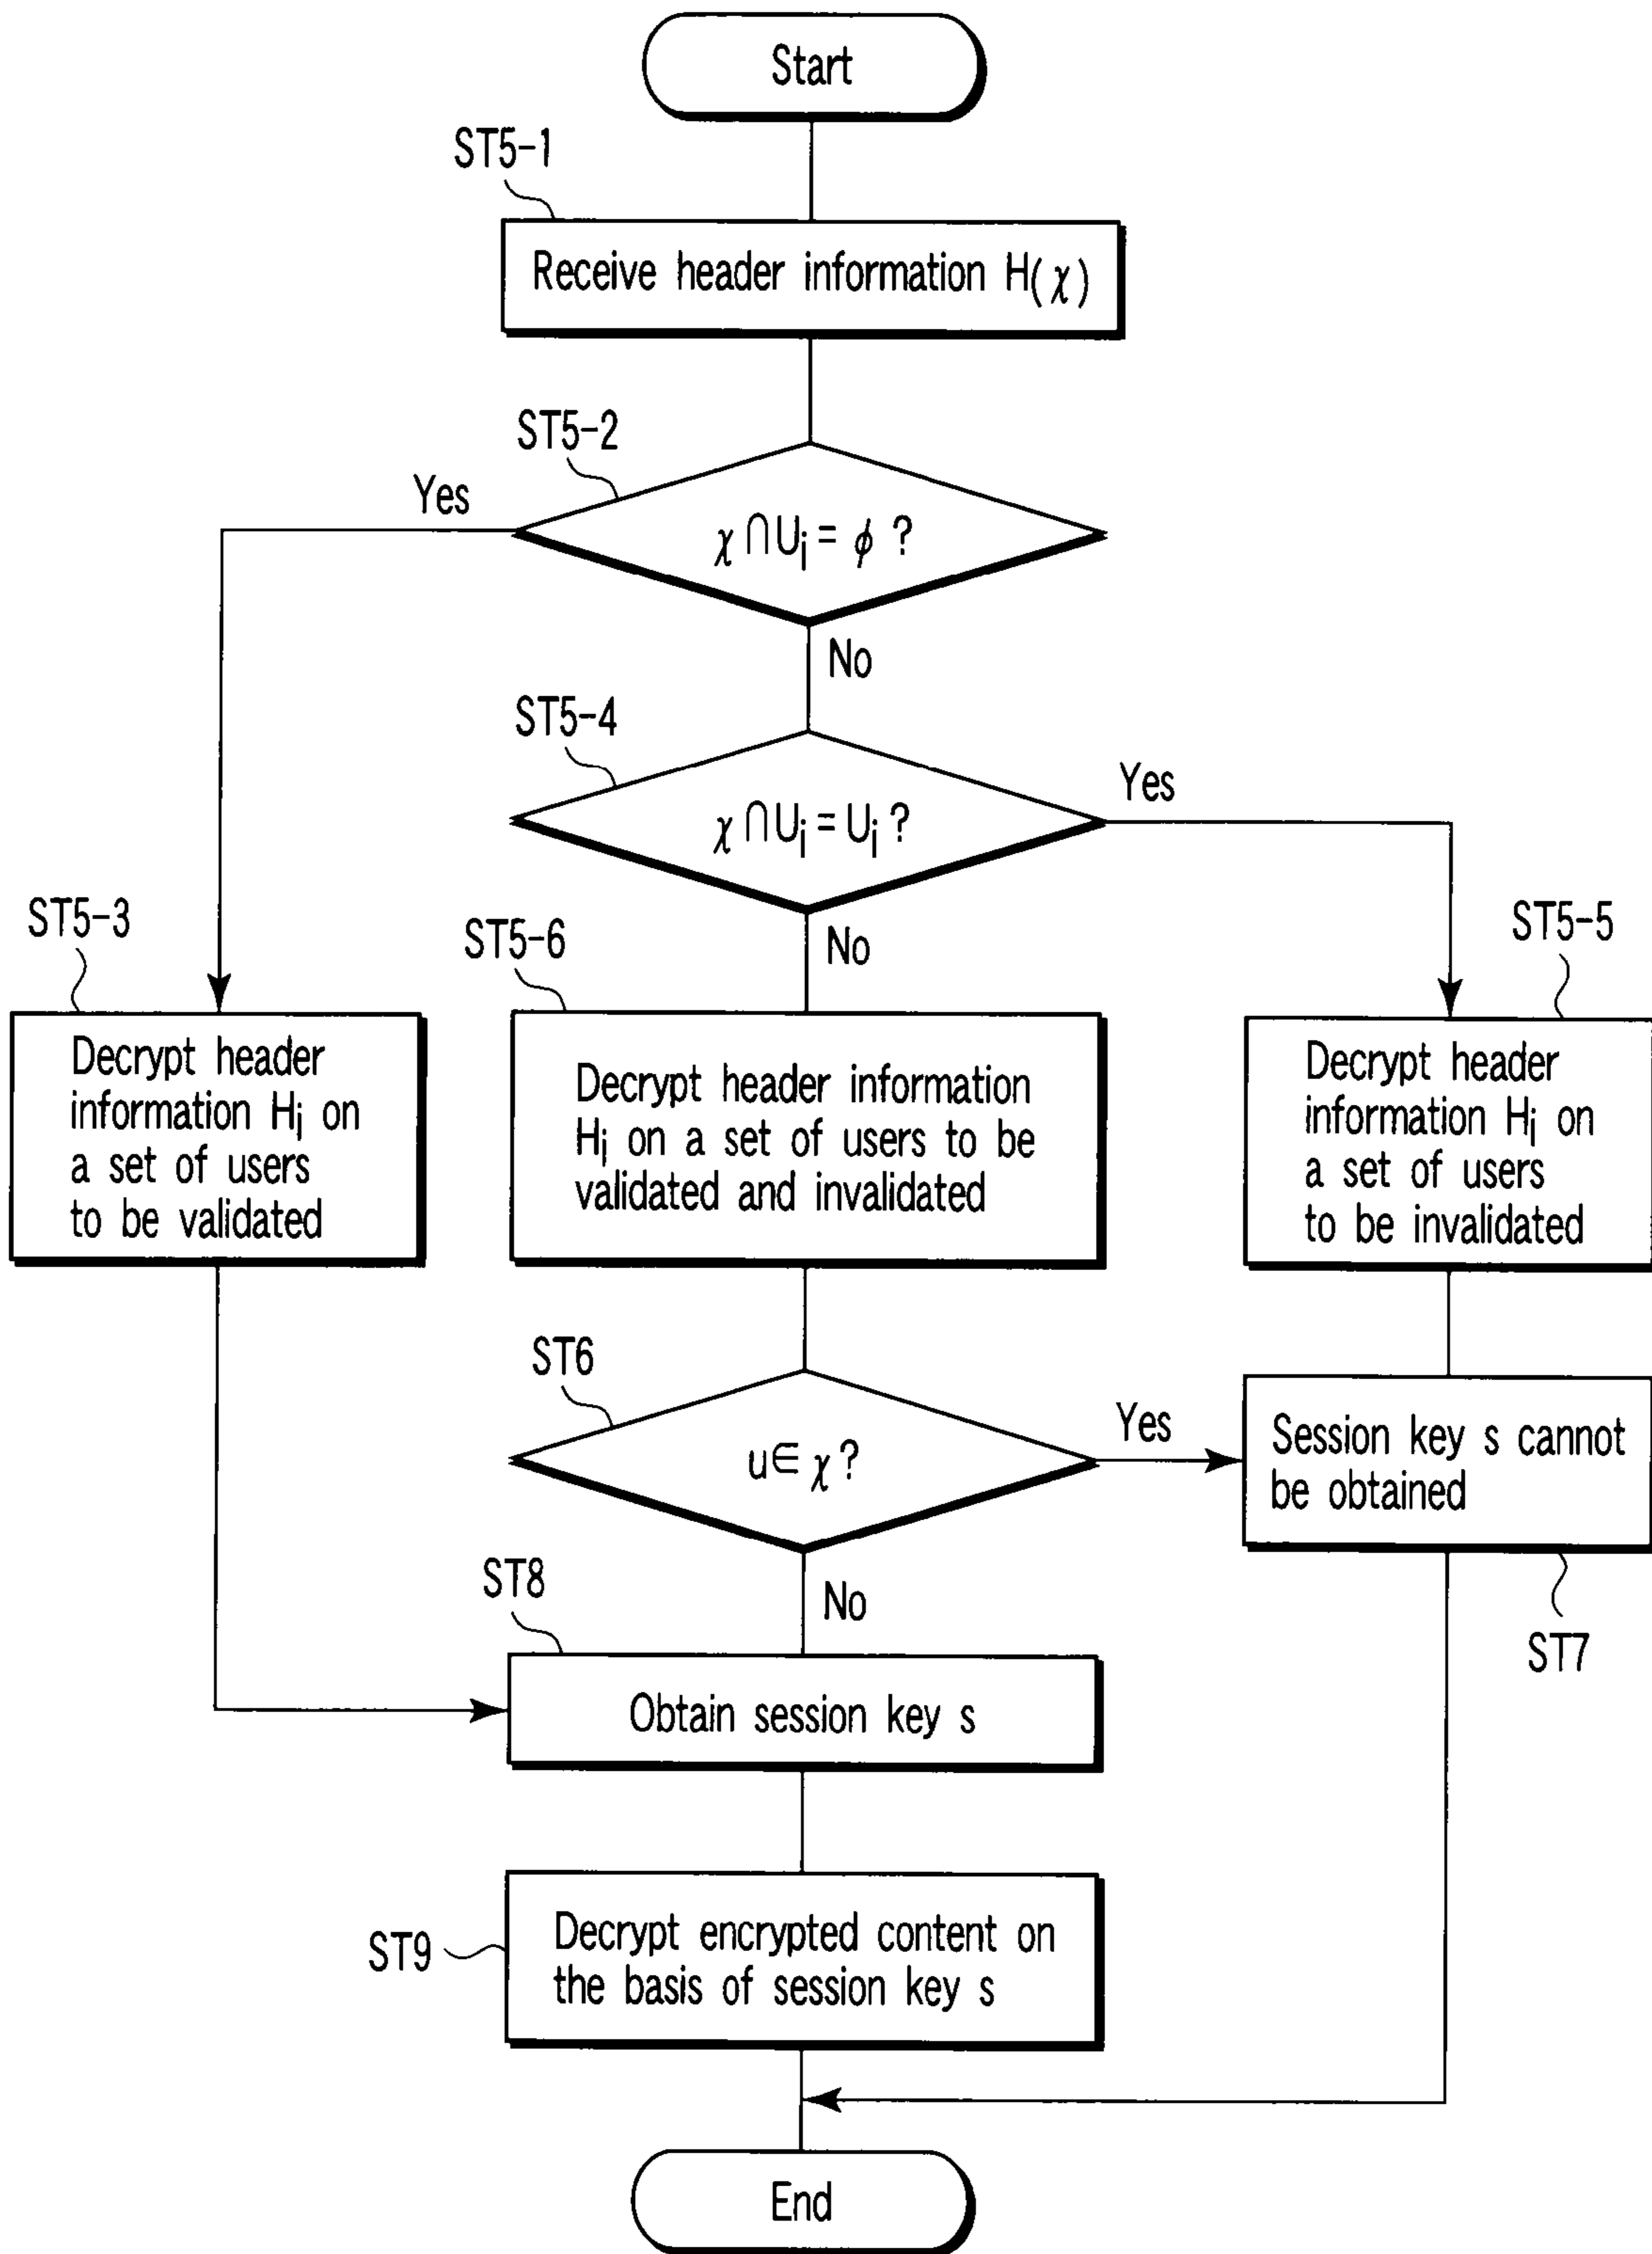 Start
ST5-1
Receive header information H(χ)
ST5-2
Yes
χ∩Ui = φ ?
No
ST5-4
Yes
χ∩Ui = Ui ?
No
ST5-3
ST5-6
ST5-5
Decrypt header
information Hi on
a set of users
to be validated
Decrypt header information
Hi on a set of users to be
validated and invalidated
Decrypt header
information Hi on
a set of users
to be invalidated
ST6
Yes
u∈ χ ?
Session key s cannot
be obtained
ST8
No
ST7
Obtain session key s
ST9
Decrypt encrypted content on
the basis of session key s
End